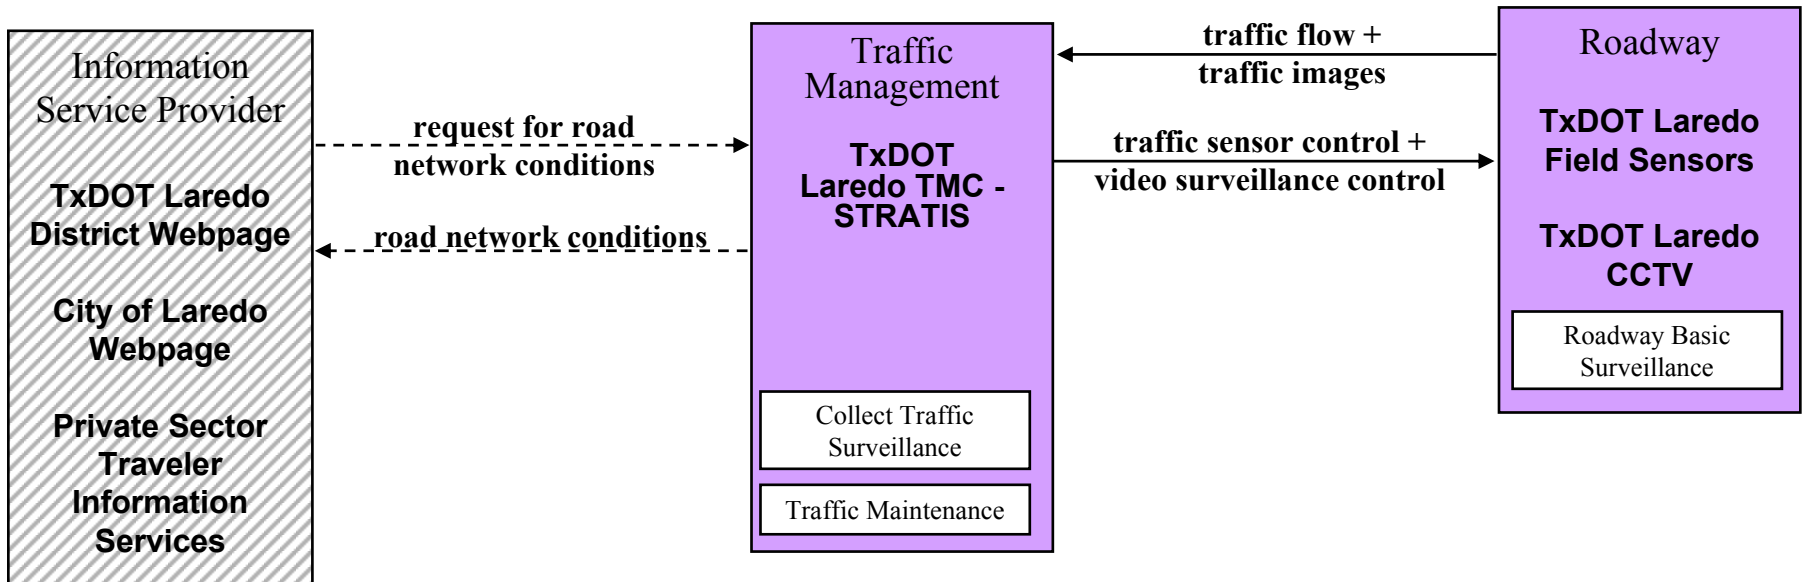 Information
Service Provider
TxDOT Laredo
District Webpage
City of Laredo
Webpage
Private Sector
Traveler
Information
Services
request for road
network conditions
road network conditions
Traffic
Management
TxDOT
Laredo TMC -
STRATIS
Collect Traffic
Surveillance
Traffic Maintenance
traffic flow +
traffic images
traffic sensor control +
video surveillance control
Roadway
TxDOT Laredo
Field Sensors
TxDOT Laredo
CCTV
Roadway Basic
Surveillance